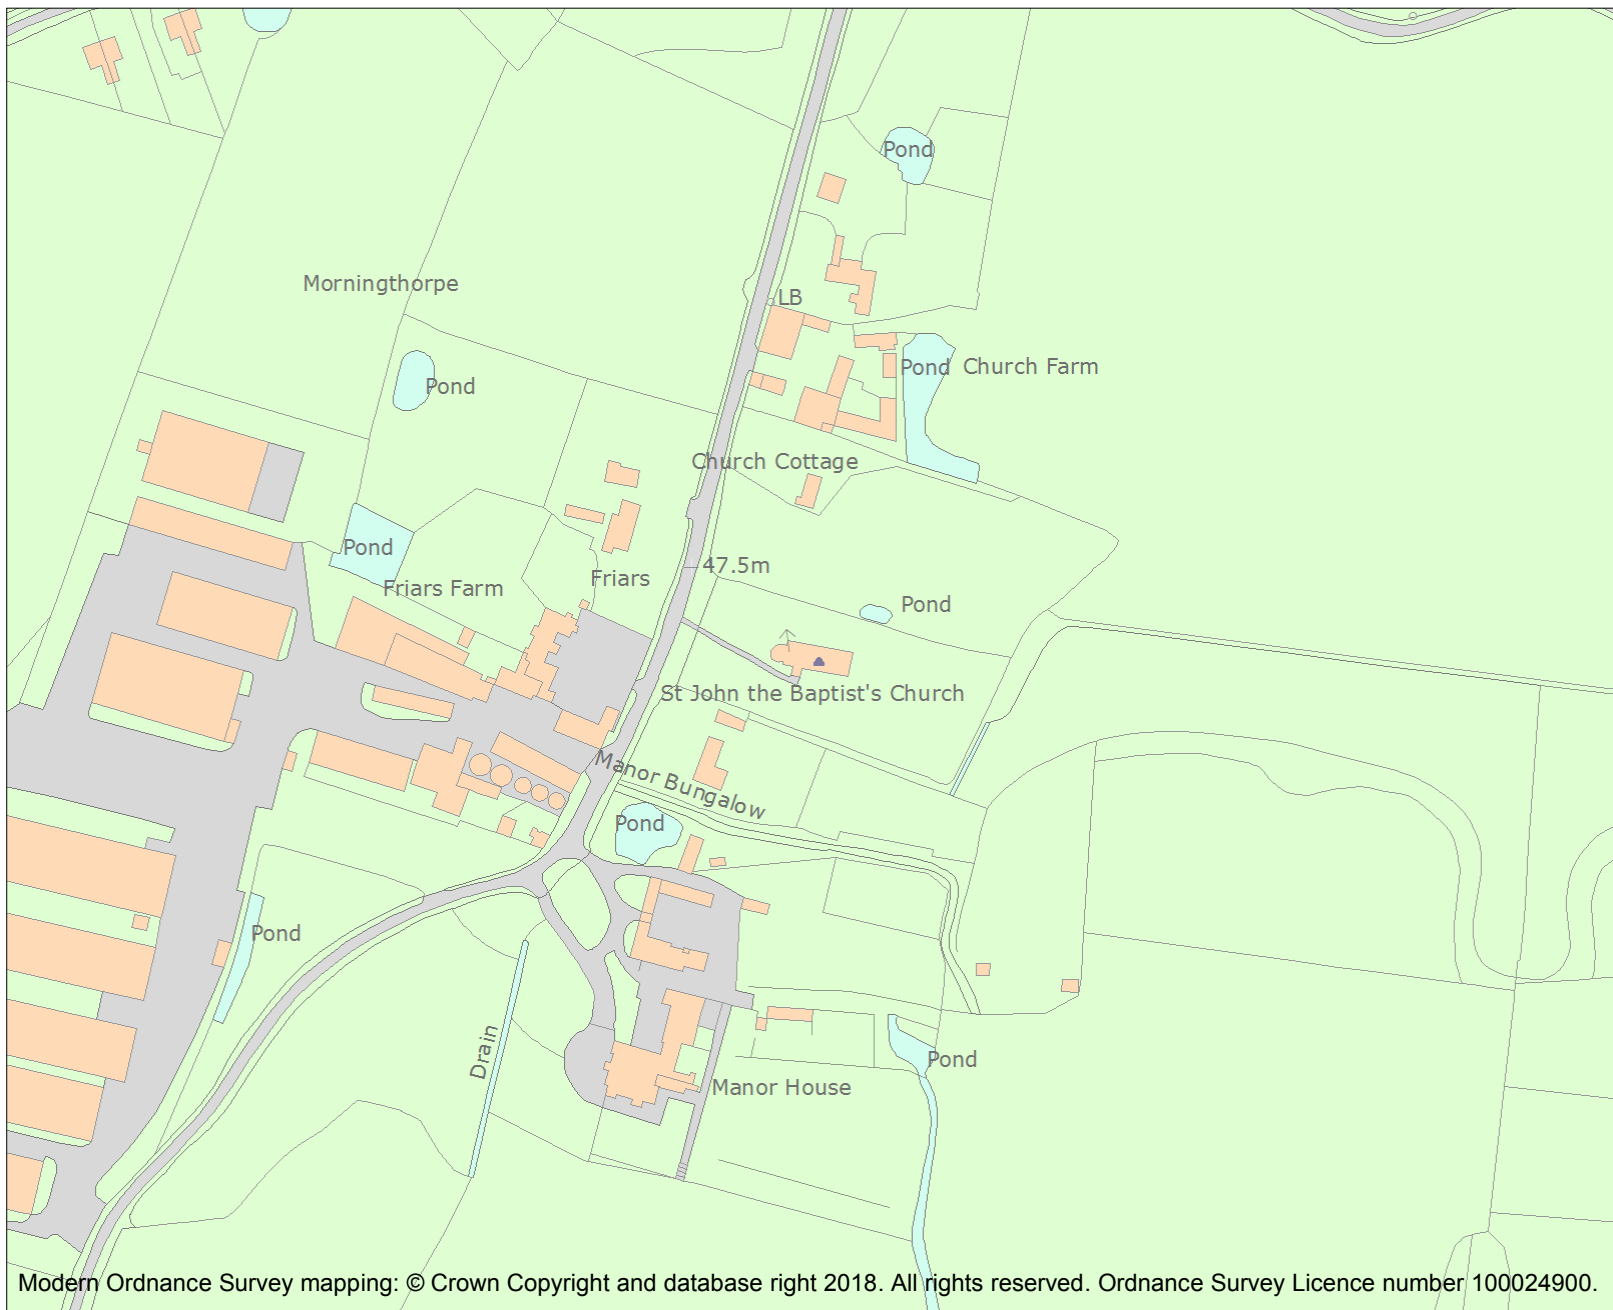 Pond
Morningthorpe
LB
Pond
Church Farm
Pond
Church Cottage
Pond
47.5m
Friars
Friars Farm
Pond
St John the Baptist's Church
Manor Bungalow
Pond
Pond
Drain
Pond
Manor House
Modern Ordnance Survey mapping: © Crown Copyright and database right 2018. All rights reserved. Ordnance Survey Licence number 100024900.